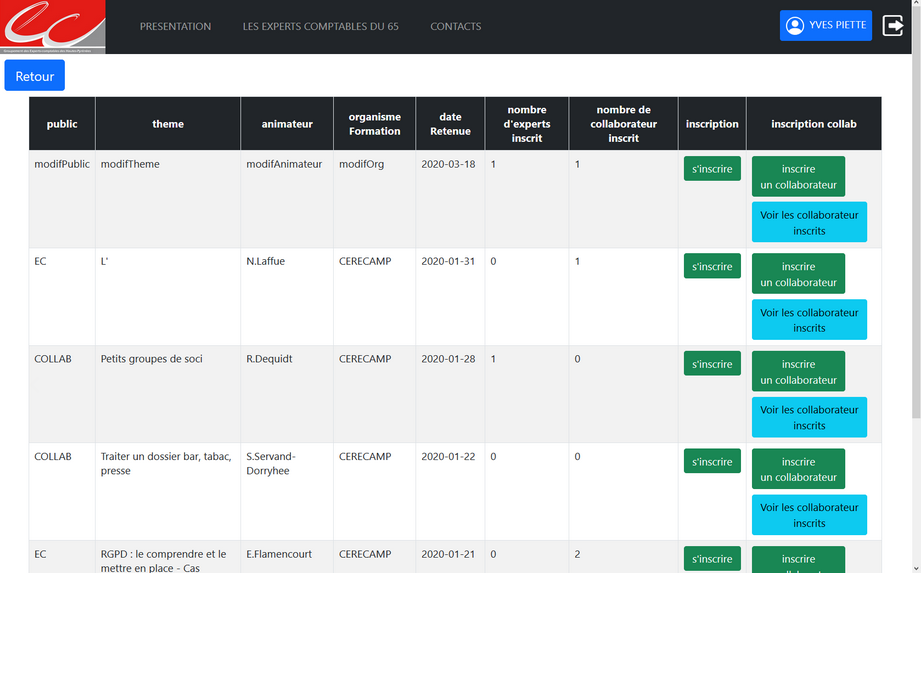 PRESENTATION LES EXPERTS COMPTABLES DU 65 CONTACTS YVES PIETTE
Retour
public theme animateur organisme Formation date Retenue nombre d'experts inscrit nombre de collaborateur inscrit inscription inscription collab
modifPublic modifTheme modifAnimateur modifOrg 2020-03-18 1 1 s'inscrire inscrire
un collaborateur
Voir les collaborateur
inscrits
EC L' N.Laffue CERECAMP 2020-01-31 0 1 s'inscrire inscrire
un collaborateur
Voir les collaborateur
inscrits
COLLAB Petits groupes de soci R.Dequidt CERECAMP 2020-01-28 1 0 s'inscrire inscrire
un collaborateur
Voir les collaborateur
inscrits
COLLAB Traiter un dossier bar, tabac, presse S.Servand-Dorryhee CERECAMP 2020-01-22 0 0 s'inscrire inscrire
un collaborateur
Voir les collaborateur
inscrits
EC RGPD : le comprendre et le E.Flamencourt CERECAMP 2020-01-21 0 2 s'inscrire inscrire
mettre en place - Cas